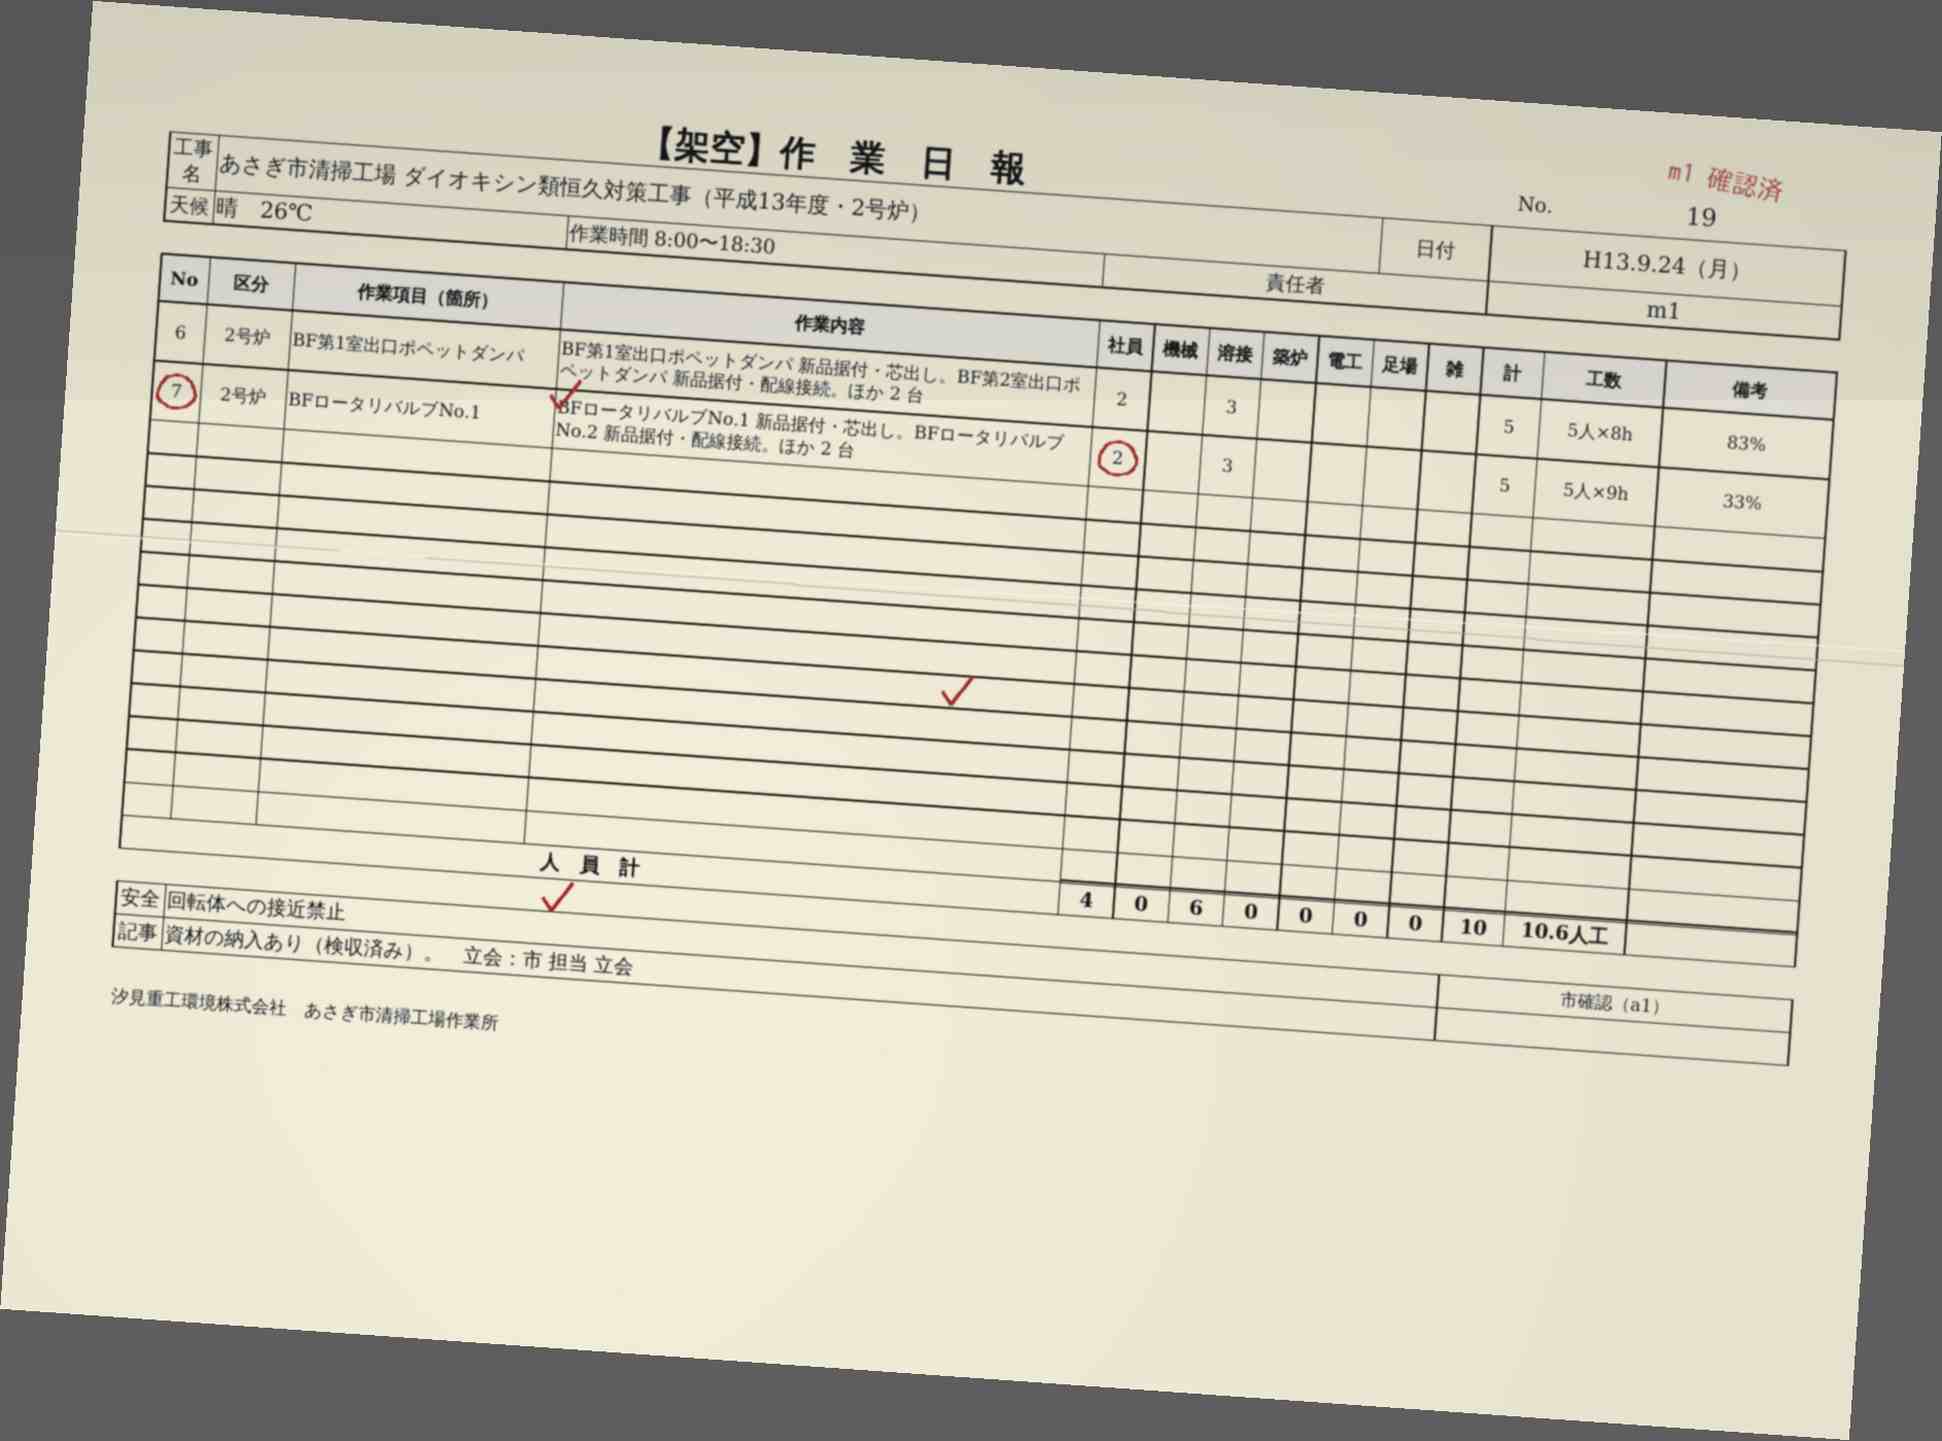 【架空】作 業 日 報
m1 確認済
No. 19
工事名 あさぎ市清掃工場 ダイオキシン類恒久対策工事（平成13年度・2号炉） 日付 H13.9.24（月）
天候 晴 26℃ 作業時間 8:00〜18:30 責任者 m1
No 区分 作業項目（箇所） 作業内容 社員 機械 溶接 築炉 電工 足場 雑 計 工数 備考
6 2号炉 BF第1室出口ポペットダンパ BF第1室出口ポペットダンパ 新品据付・芯出し。BF第2室出口ポ
ペットダンパ 新品据付・配線接続。ほか 2 台 2 3 5 5人×8h 83%
7 2号炉 BFロータリバルブNo.1 BFロータリバルブNo.1 新品据付・芯出し。BFロータリバルブ
No.2 新品据付・配線接続。ほか 2 台 2 3 5 5人×9h 33%
人 員 計 4 0 6 0 0 0 0 10 10.6人工
安全 回転体への接近禁止 市確認（a1）
記事 資材の納入あり（検収済み）。 立会：市 担当 立会
汐見重工環境株式会社 あさぎ市清掃工場作業所